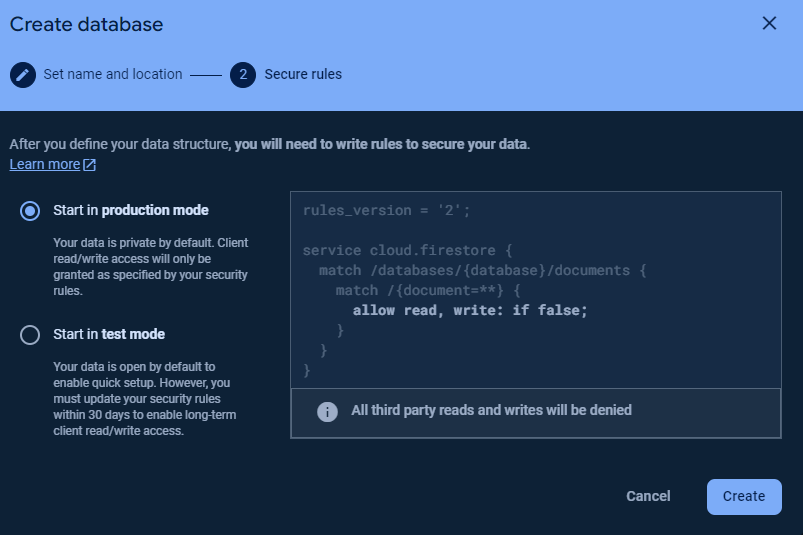 Create database
Set name and location
2 Secure rules
After you define your data structure, you will need to write rules to secure your data.
Learn more
Start in production mode
Your data is private by default. Client
read/write access will only be
granted as specified by your security
rules.
Start in test mode
Your data is open by default to
enable quick setup. However, you
must update your security rules
within 30 days to enable long-term
client read/write access.
rules_version = '2';
service cloud.firestore {
match /databases/{database}/documents {
match /{document=**} {
allow read, write: if false;
}
}
}
All third party reads and writes will be denied
Cancel
Create